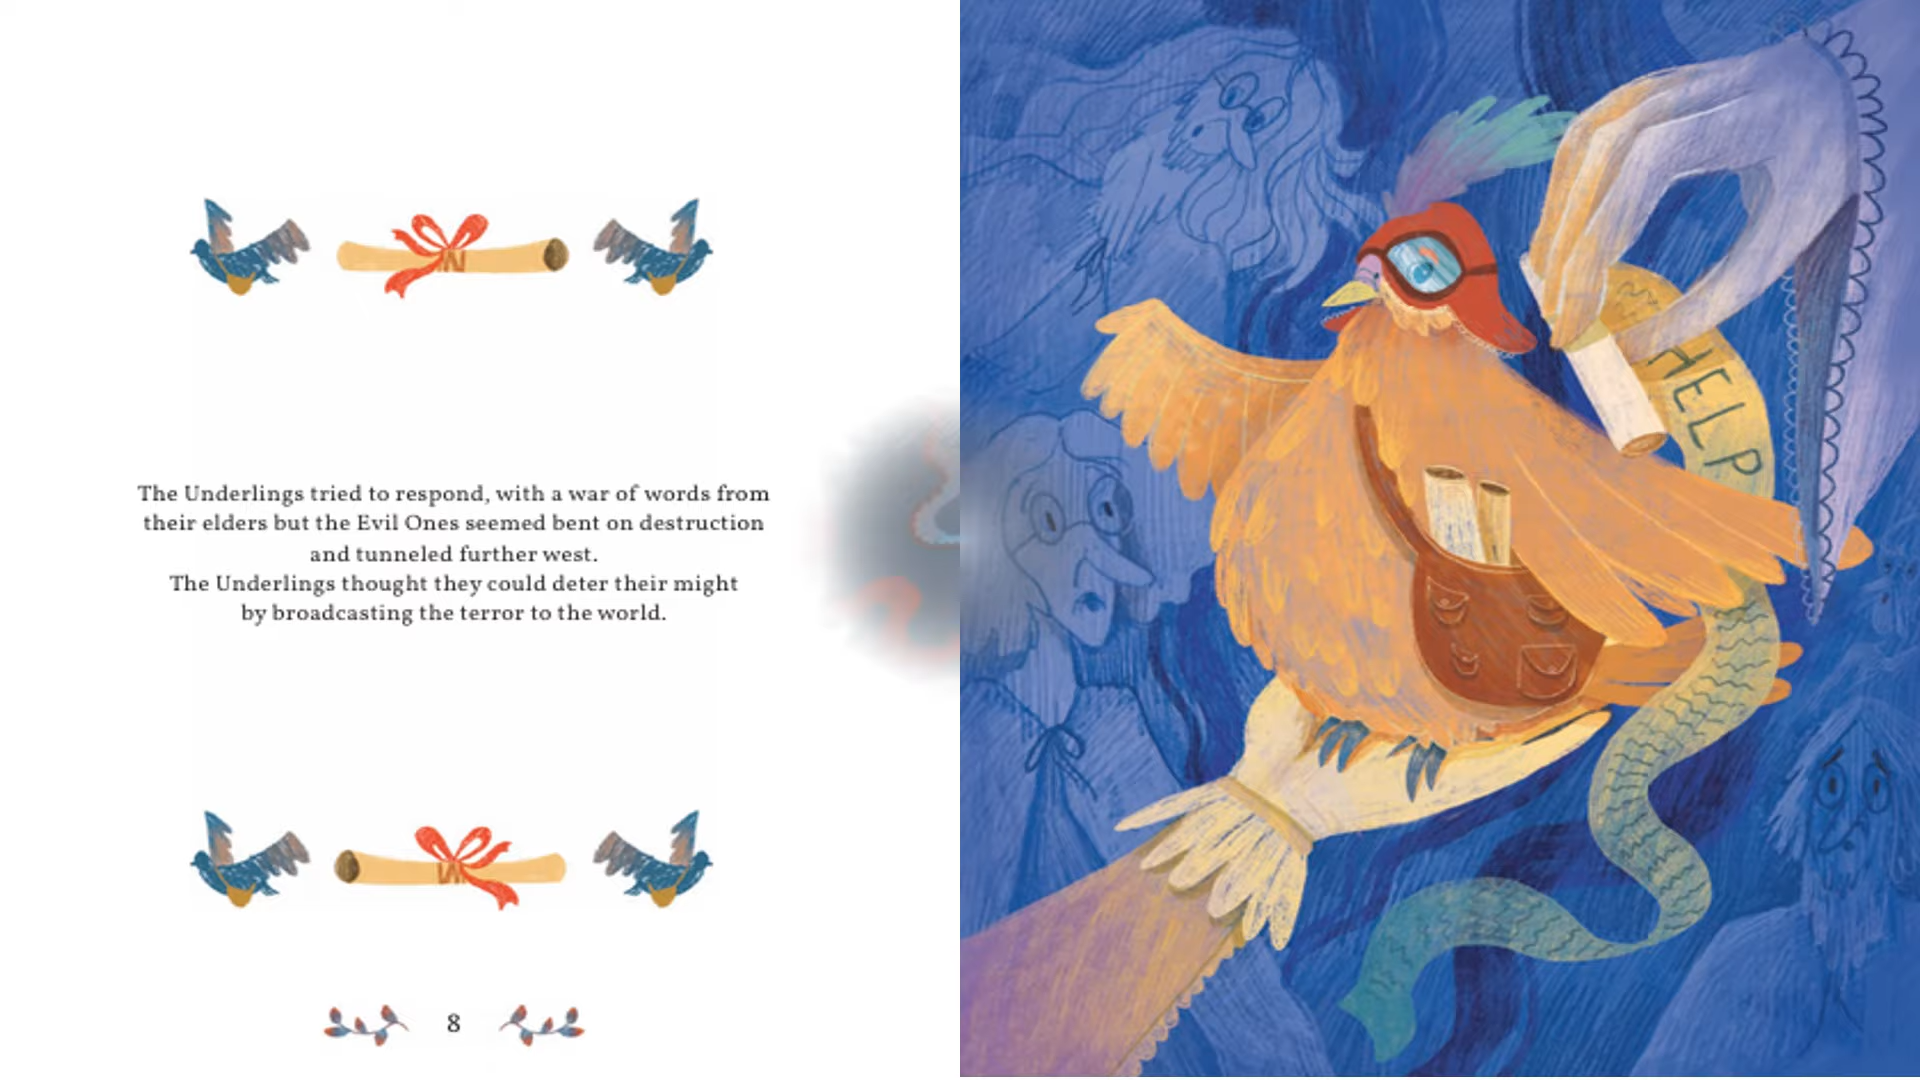 The Underlings tried to respond, with a war of words from
their elders but the Evil Ones seemed bent on destruction
and tunneled further west.
The Underlings thought they could deter their might
by broadcasting the terror to the world.
8
HELP